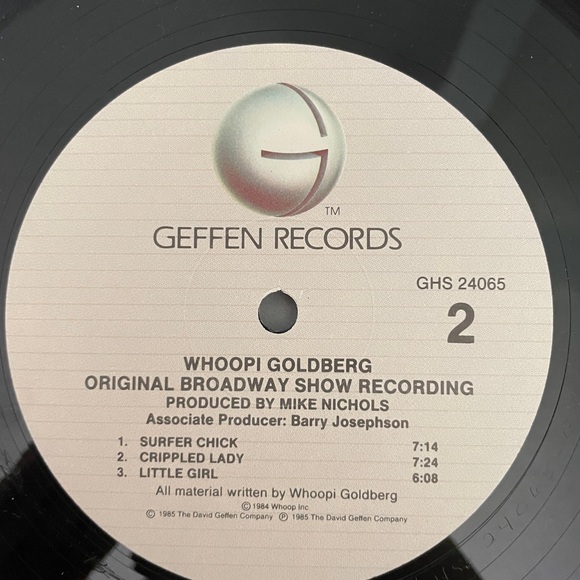 TM
GEFFEN RECORDS
GHS 24065
2
WHOOPI GOLDBERG
ORIGINAL BROADWAY SHOW RECORDING
PRODUCED BY MIKE NICHOLS
Associate Producer: Barry Josephson
1. SURFER CHICK 7:14
2. CRIPPLED LADY 7:24
3. LITTLE GIRL 6:08
All material written by Whoopi Goldberg
© 1984 Whoop Inc
© 1985 The David Geffen Company ℗ 1985 The David Geffen Company